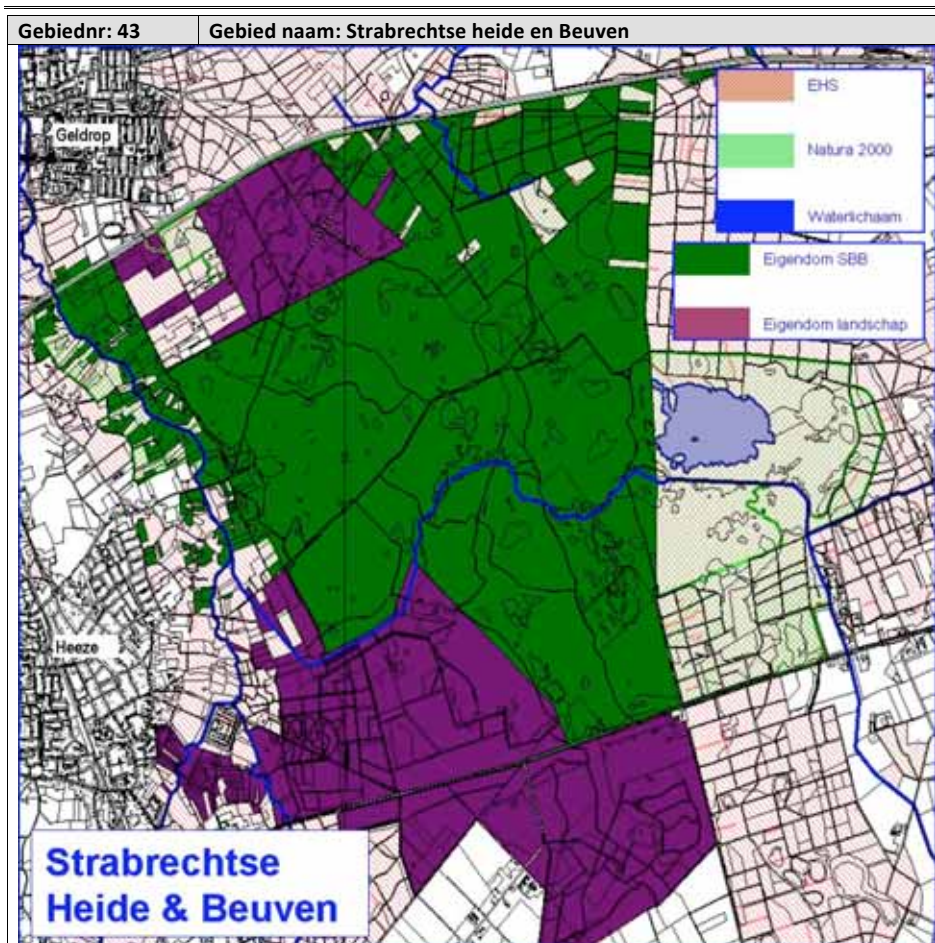 Gebiednr: 43 Gebied naam: Strabrechtse heide en Beuven
EHS
Natura 2000
Waterlichaam
Eigendom SBB
Eigendom landschap
Geldrop
Heeze
Strabrechtse
Heide & Beuven